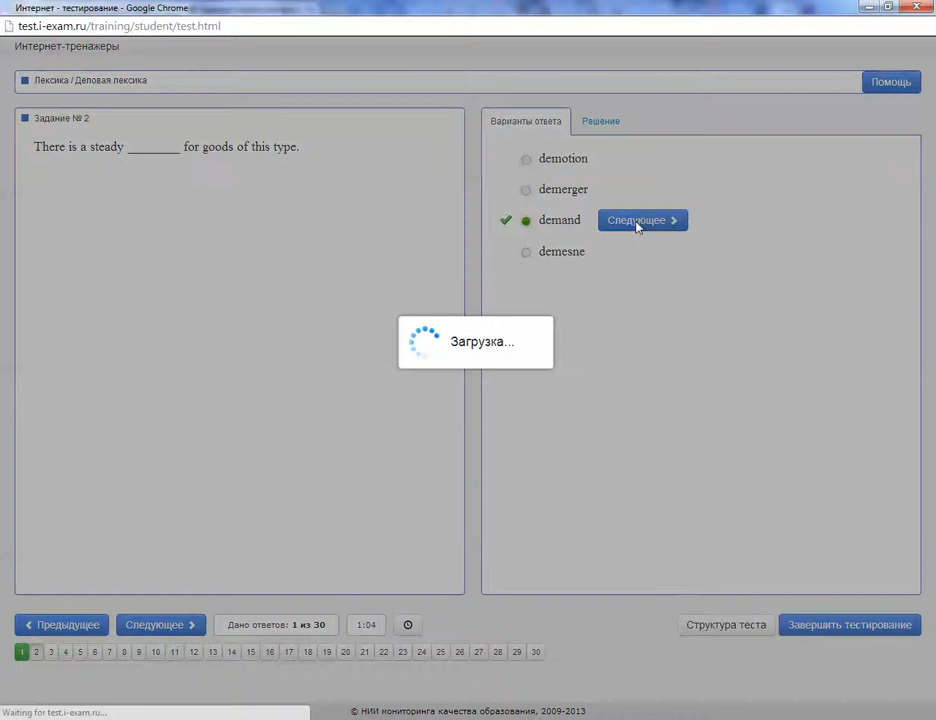 Интернет - тестирование - Google Chrome
test.i-exam.ru/training/student/test.html
Интернет-тренажеры
Лексика / Деловая лексика
Помощь
Задание № 2
There is a steady ________ for goods of this type.
Варианты ответа
Решение
demotion
demerger
demand
Следующее
demesne
Загрузка...
Предыдущее
Следующее
Дано ответов: 1 из 30
1:04
Структура теста
Завершить тестирование
1 2 3 4 5 6 7 8 9 10 11 12 13 14 15 16 17 18 19 20 21 22 23 24 25 26 27 28 29 30
Waiting for test.i-exam.ru...
© НИИ мониторинга качества образования, 2009-2013